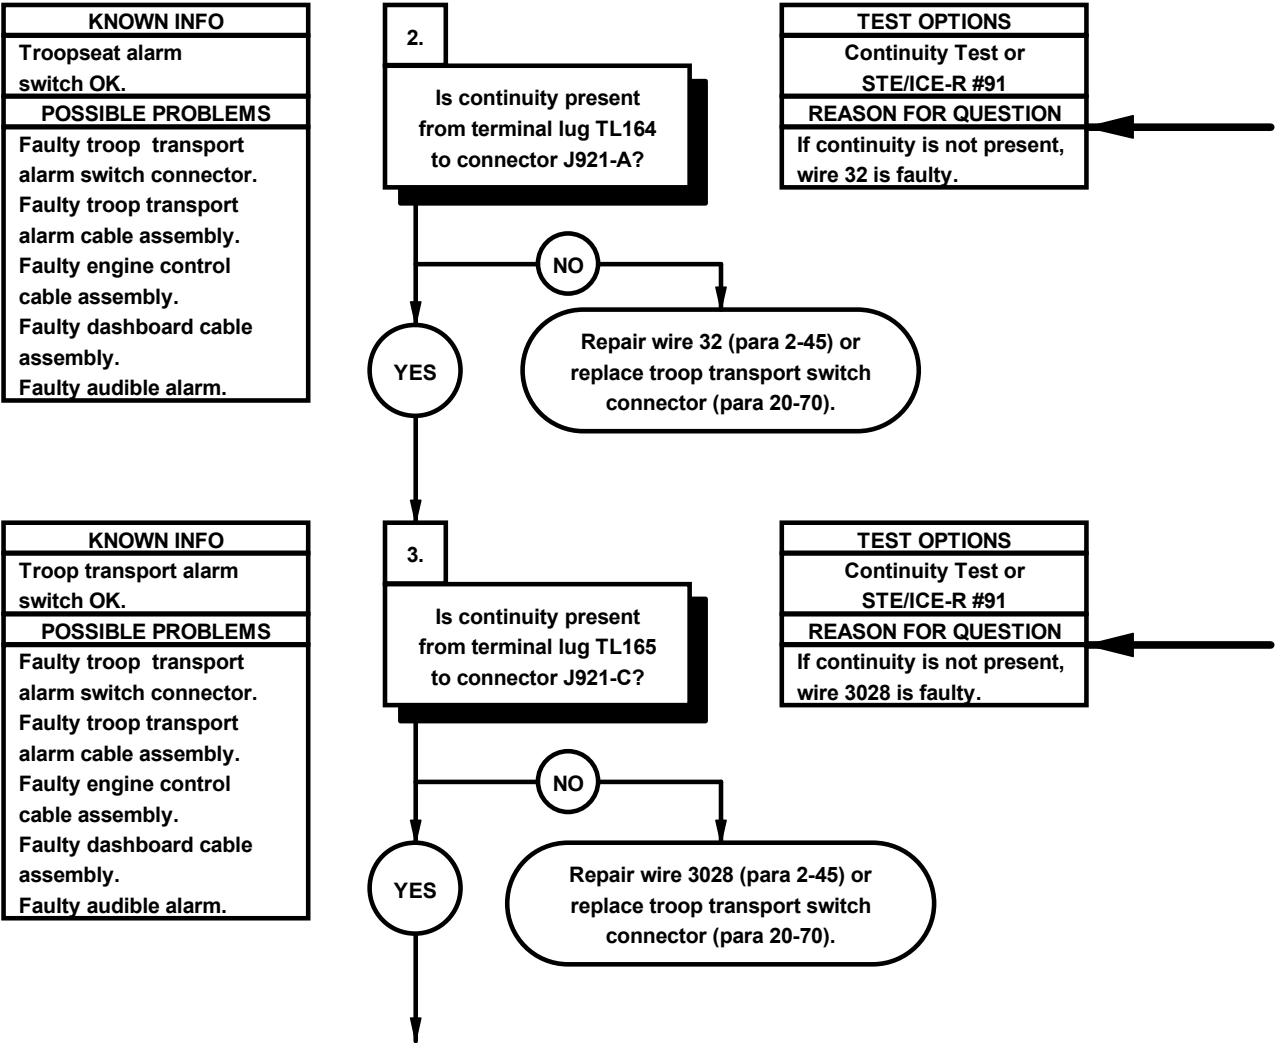 KNOWN INFO
Troopseat alarm
switch OK.
POSSIBLE PROBLEMS
Faulty troop transport
alarm switch connector.
Faulty troop transport
alarm cable assembly.
Faulty engine control
cable assembly.
Faulty dashboard cable
assembly.
Faulty audible alarm.
2.
Is continuity present
from terminal lug TL164
to connector J921-A?
TEST OPTIONS
Continuity Test or
STE/ICE-R #91
REASON FOR QUESTION
If continuity is not present,
wire 32 is faulty.
NO
YES
Repair wire 32 (para 2-45) or
replace troop transport switch
connector (para 20-70).
KNOWN INFO
Troop transport alarm
switch OK.
POSSIBLE PROBLEMS
Faulty troop transport
alarm switch connector.
Faulty troop transport
alarm cable assembly.
Faulty engine control
cable assembly.
Faulty dashboard cable
assembly.
Faulty audible alarm.
3.
Is continuity present
from terminal lug TL165
to connector J921-C?
TEST OPTIONS
Continuity Test or
STE/ICE-R #91
REASON FOR QUESTION
If continuity is not present,
wire 3028 is faulty.
NO
YES
Repair wire 3028 (para 2-45) or
replace troop transport switch
connector (para 20-70).